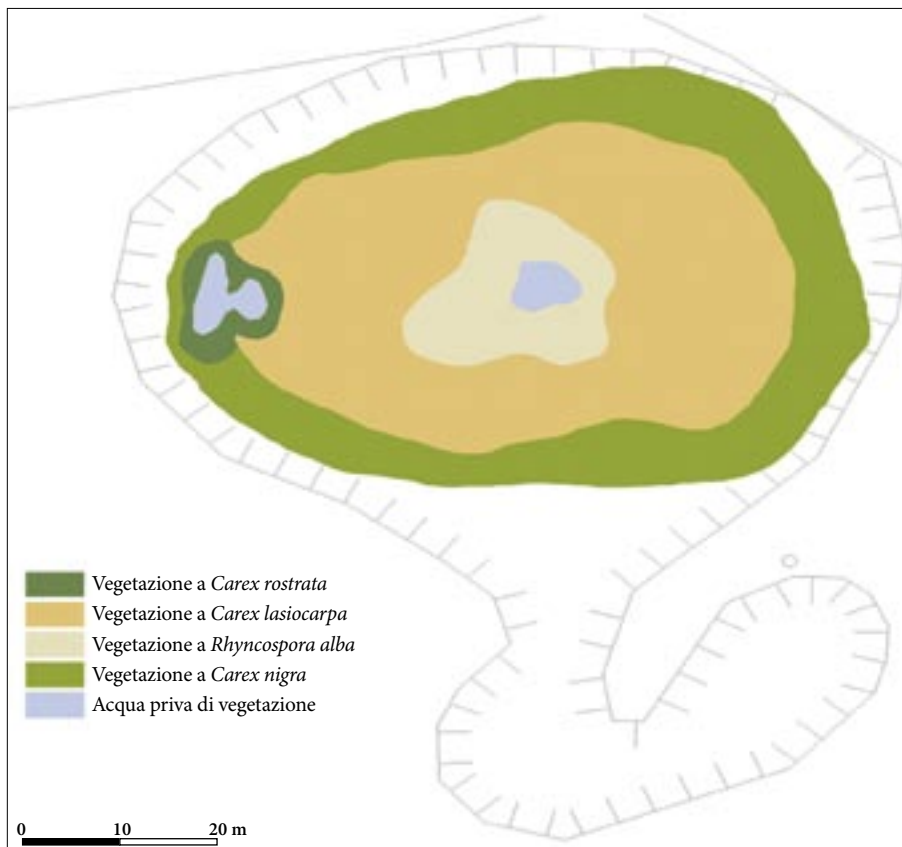 Vegetazione a Carex rostrata
Vegetazione a Carex lasiocarpa
Vegetazione a Rhyncospora alba
Vegetazione a Carex nigra
Acqua priva di vegetazione
0 10 20 m